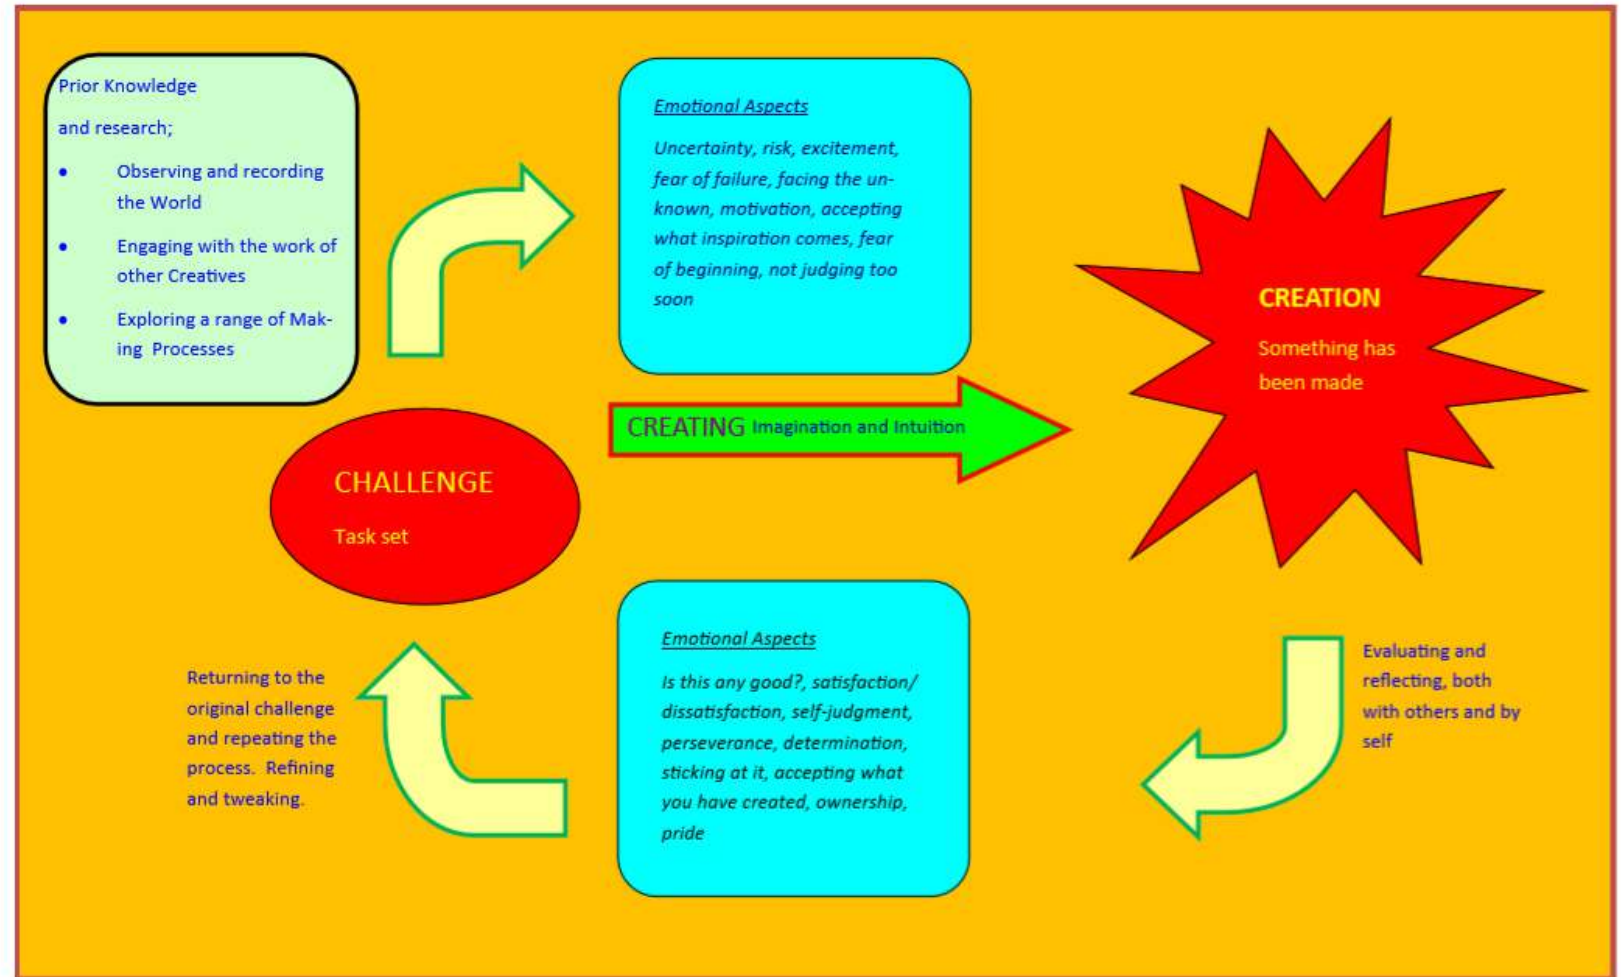 Prior Knowledge
and research;
• Observing and recording
the World
• Engaging with the work of
other Creatives
• Exploring a range of Mak-
ing Processes
Emotional Aspects
Uncertainty, risk, excitement,
fear of failure, facing the un-
known, motivation, accepting
what inspiration comes, fear
of beginning, not judging too
soon
CREATION
Something has
been made
CREATING Imagination and Intuition
CHALLENGE
Task set
Emotional Aspects
Is this any good?, satisfaction/
dissatisfaction, self-judgment,
perseverance, determination,
sticking at it, accepting what
you have created, ownership,
pride
Evaluating and
reflecting, both
with others and by
self
Returning to the
original challenge
and repeating the
process. Refining
and tweaking.